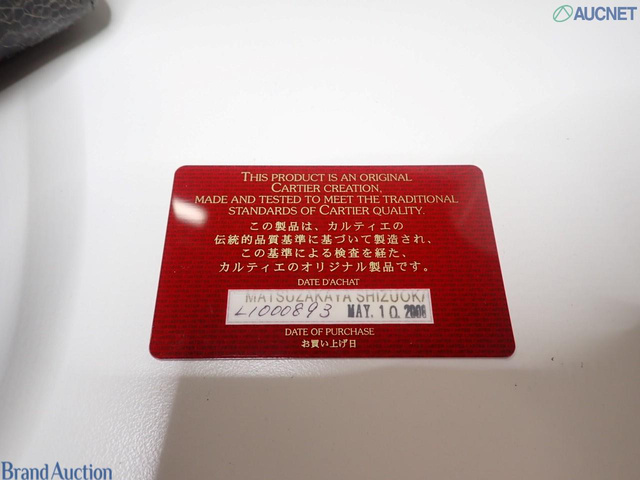 AUCNET
THIS PRODUCT IS AN ORIGINAL
CARTIER CREATION,
MADE AND TESTED TO MEET THE TRADITIONAL
STANDARDS OF CARTIER QUALITY.
この製品は、カルティエの
伝統的品質基準に基づいて製造され、
この基準による検査を経た、
カルティエのオリジナル製品です。
DATE D'ACHAT
MATSUZAKAYA SHIZUOKA
L1000893 MAY. 10. 2008
DATE OF PURCHASE
お買い上げ日
Brand Auction